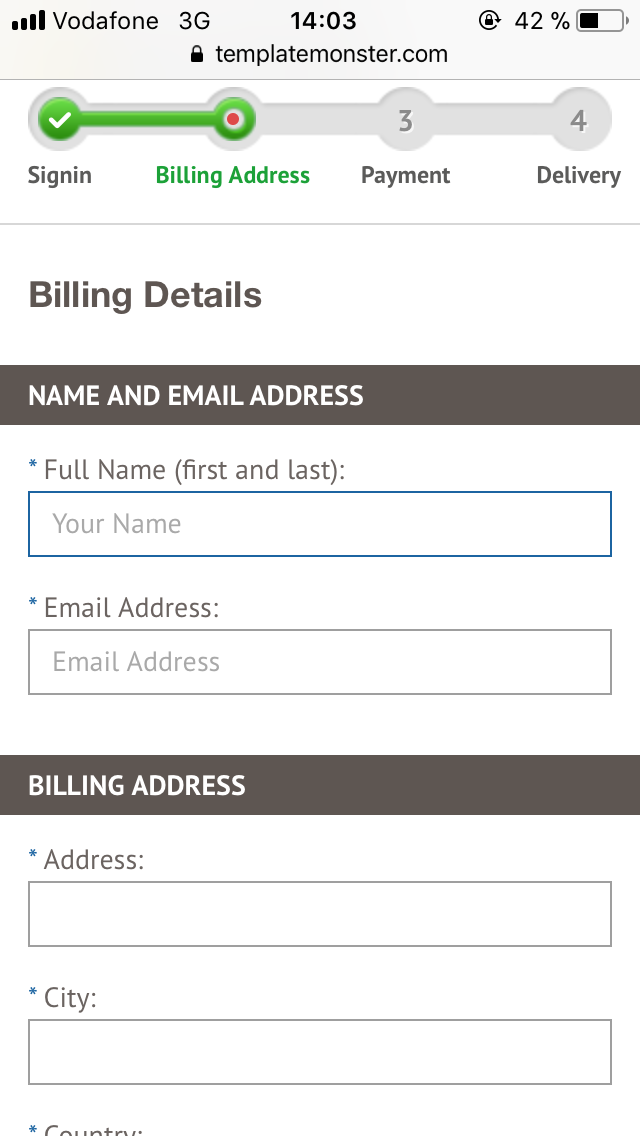 Vodafone 3G 14:03 42 %
templatemonster.com
3 4
Signin Billing Address Payment Delivery
Billing Details
NAME AND EMAIL ADDRESS
* Full Name (first and last):
Your Name
* Email Address:
Email Address
BILLING ADDRESS
* Address:
* City:
* Country: